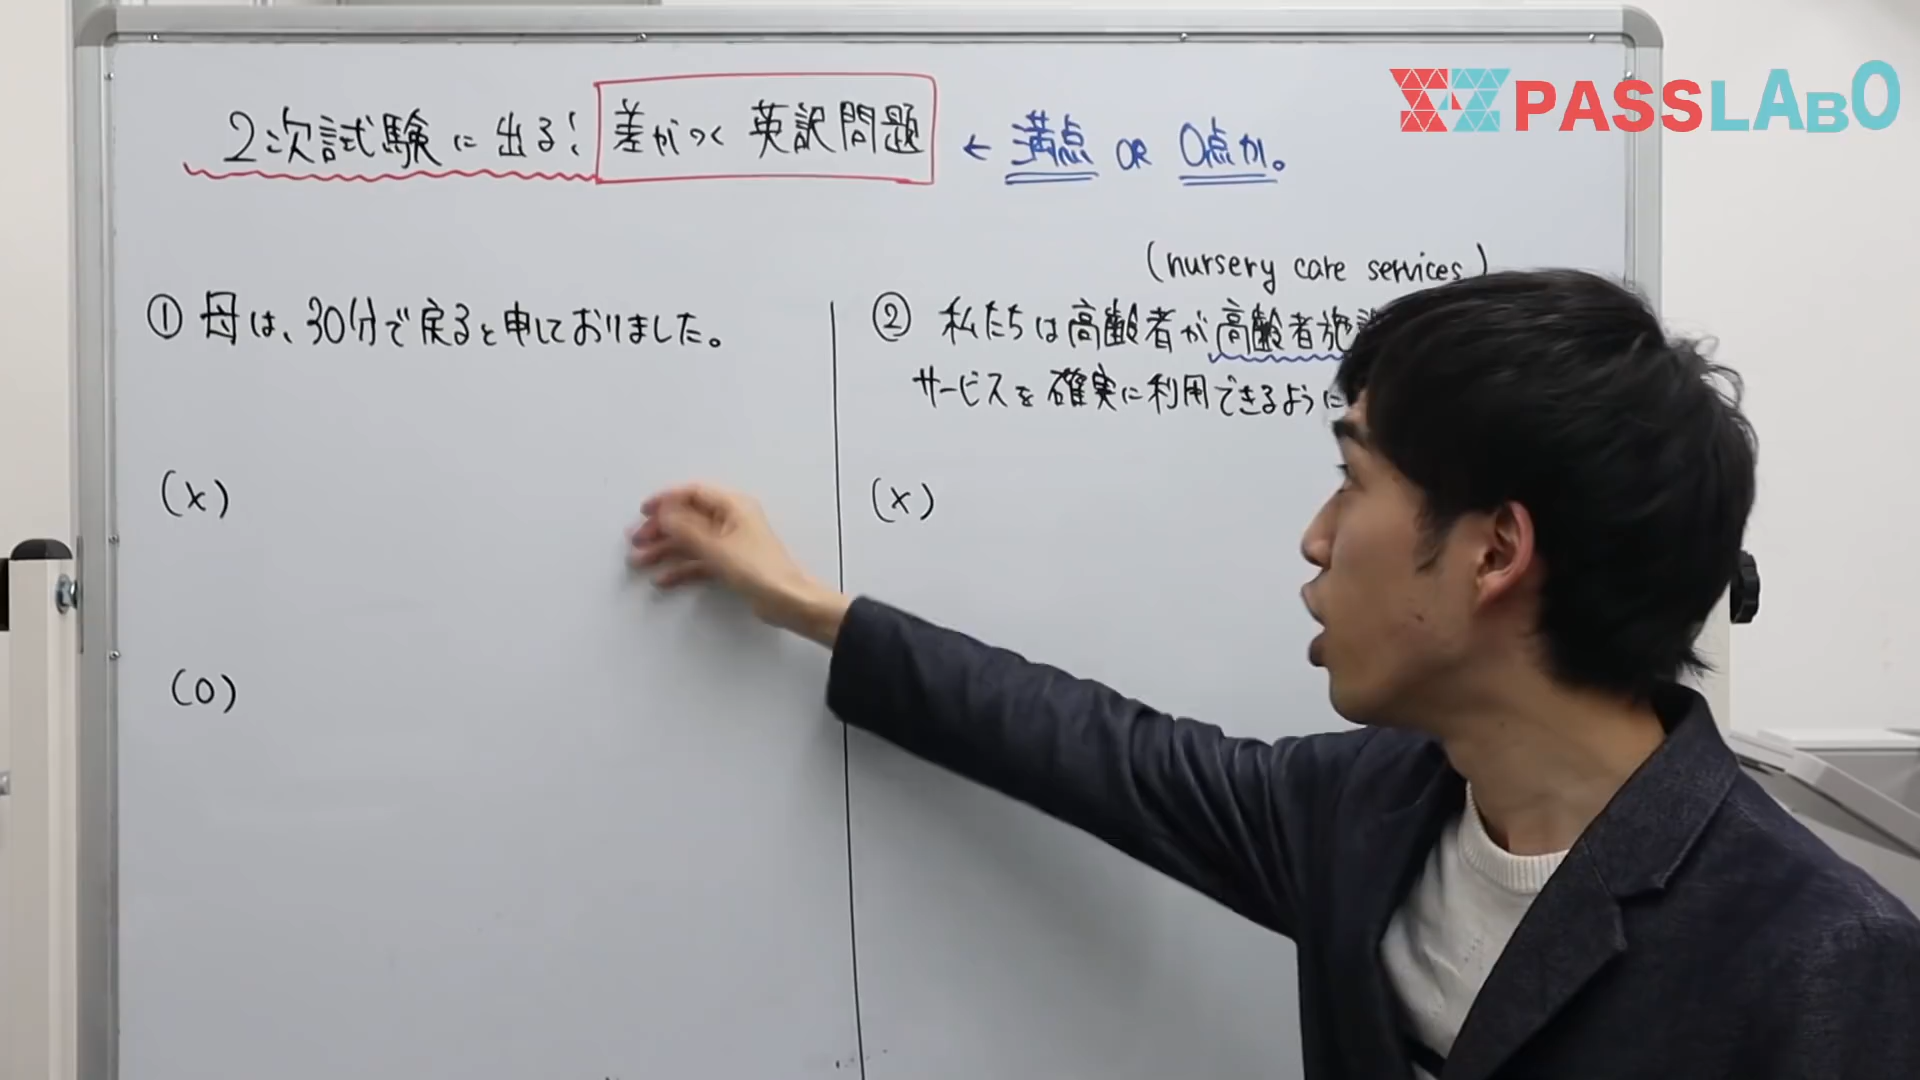 PASSLABO
2次試験に出る! 差がつく 英訳問題 ← 満点 OR 0点か。
(nursery care services)
① 母は、30分で戻ると申しておりました。
② 私たちは高齢者が高齢者施設
サービスを確実に利用できるように
(×)
(×)
(○)